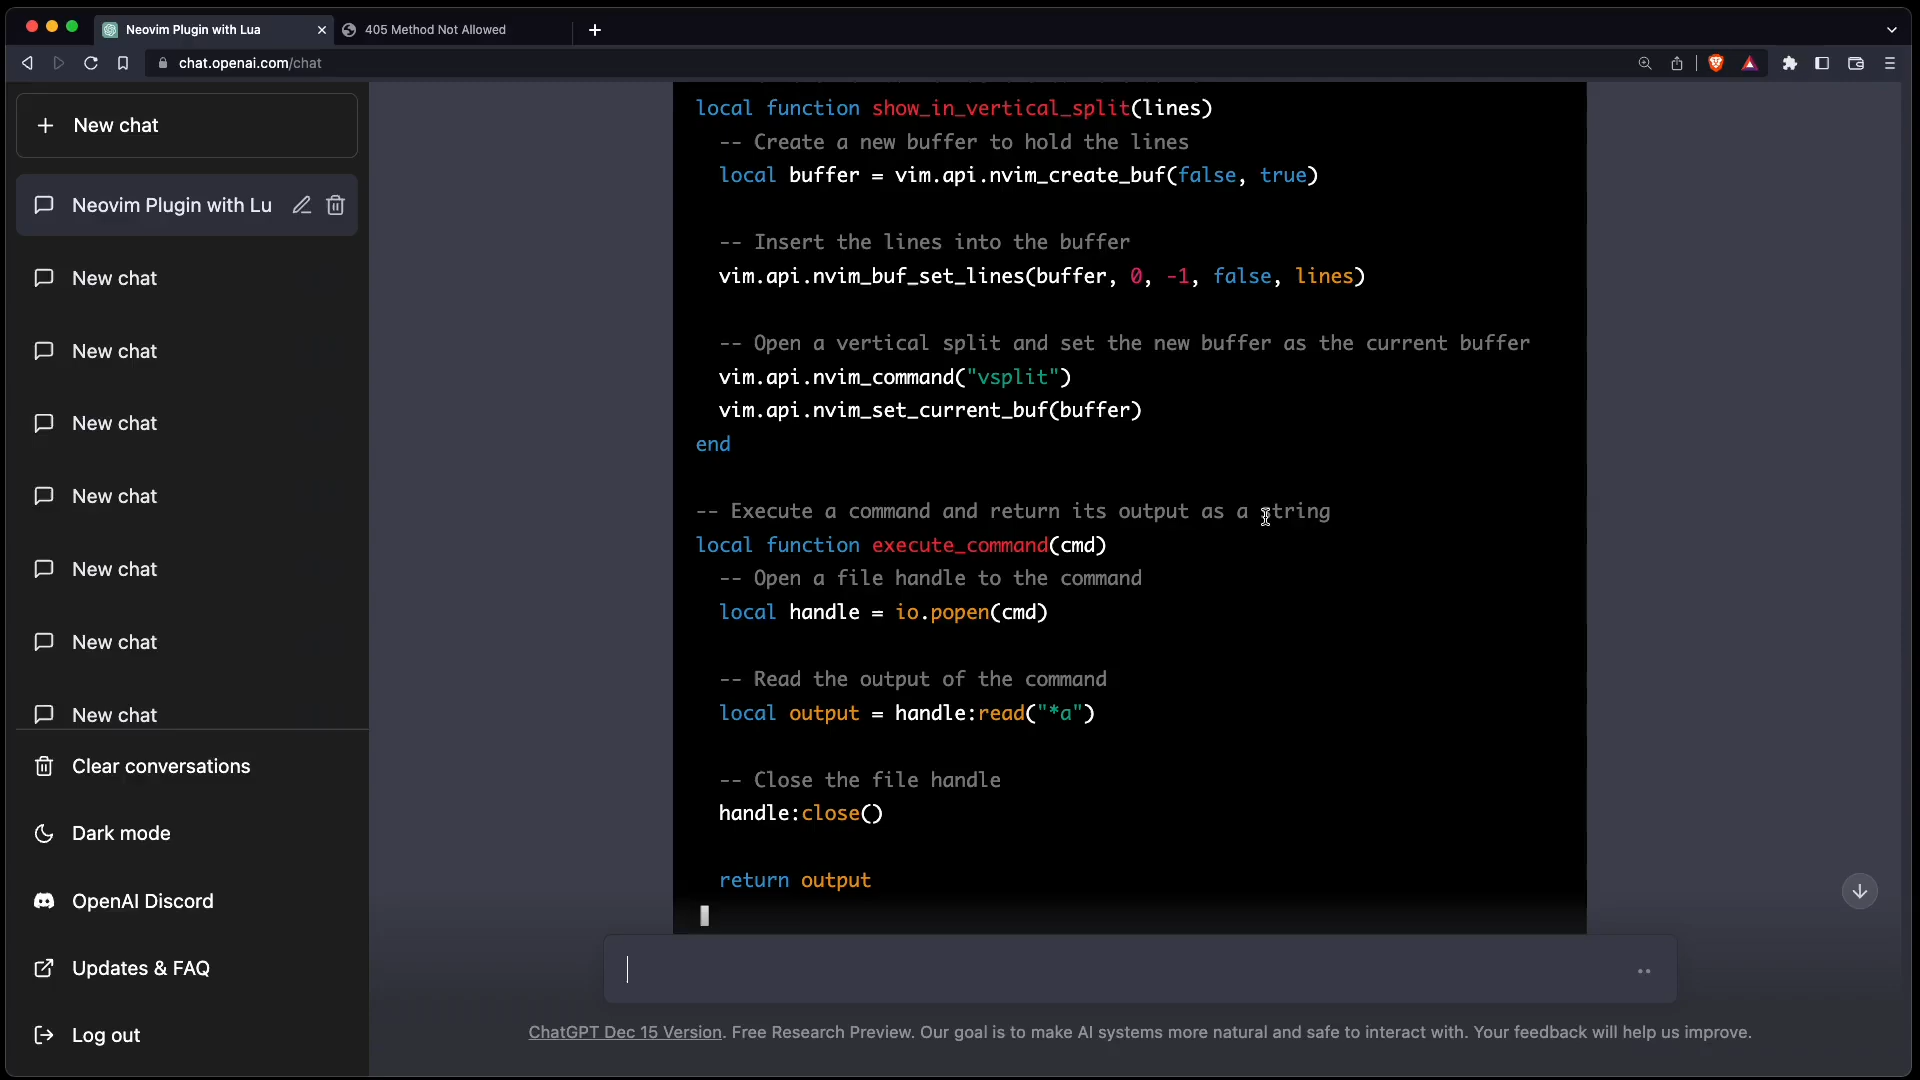 Neovim Plugin with Lua
405 Method Not Allowed
chat.openai.com/chat
New chat
Neovim Plugin with Lu
New chat
New chat
New chat
New chat
New chat
New chat
New chat
Clear conversations
Dark mode
OpenAI Discord
Updates & FAQ
Log out
local function show_in_vertical_split(lines)
-- Create a new buffer to hold the lines
local buffer = vim.api.nvim_create_buf(false, true)
-- Insert the lines into the buffer
vim.api.nvim_buf_set_lines(buffer, 0, -1, false, lines)
-- Open a vertical split and set the new buffer as the current buffer
vim.api.nvim_command("vsplit")
vim.api.nvim_set_current_buf(buffer)
end
-- Execute a command and return its output as a string
local function execute_command(cmd)
-- Open a file handle to the command
local handle = io.popen(cmd)
-- Read the output of the command
local output = handle:read("*a")
-- Close the file handle
handle:close()
return output
ChatGPT Dec 15 Version. Free Research Preview. Our goal is to make AI systems more natural and safe to interact with. Your feedback will help us improve.